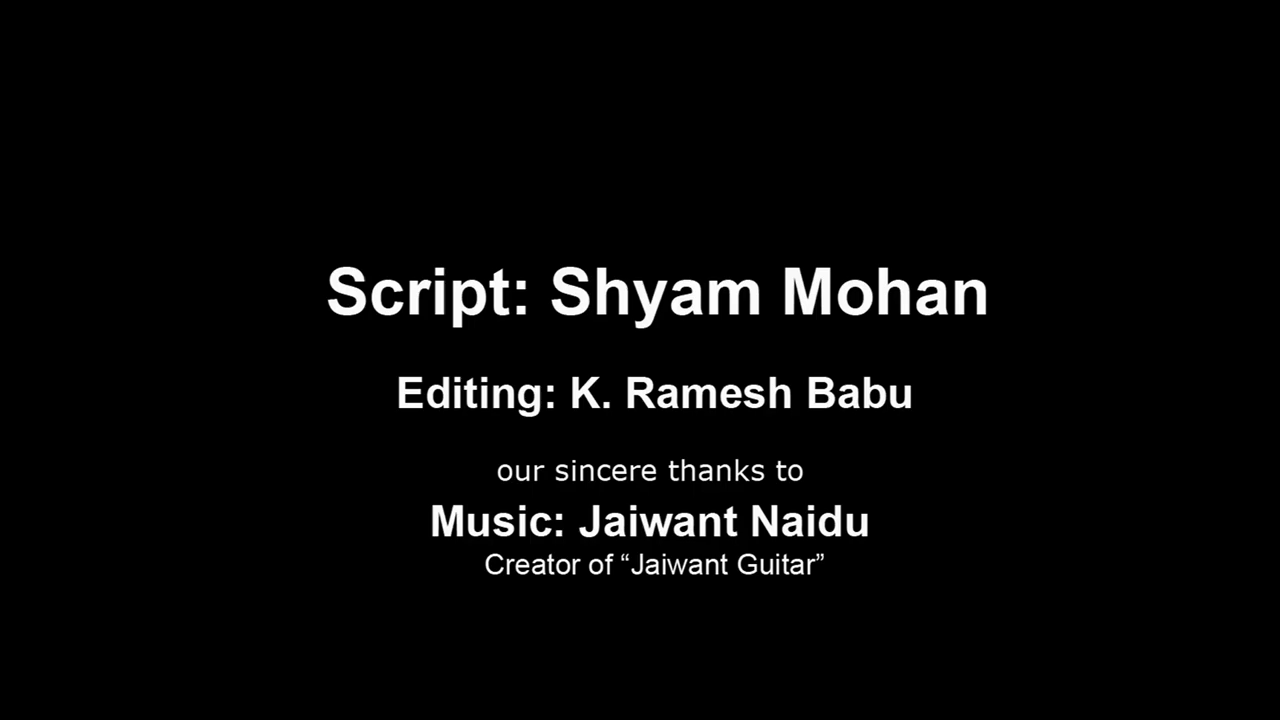 Script: Shyam Mohan
Editing: K. Ramesh Babu
our sincere thanks to
Music: Jaiwant Naidu
Creator of “Jaiwant Guitar”